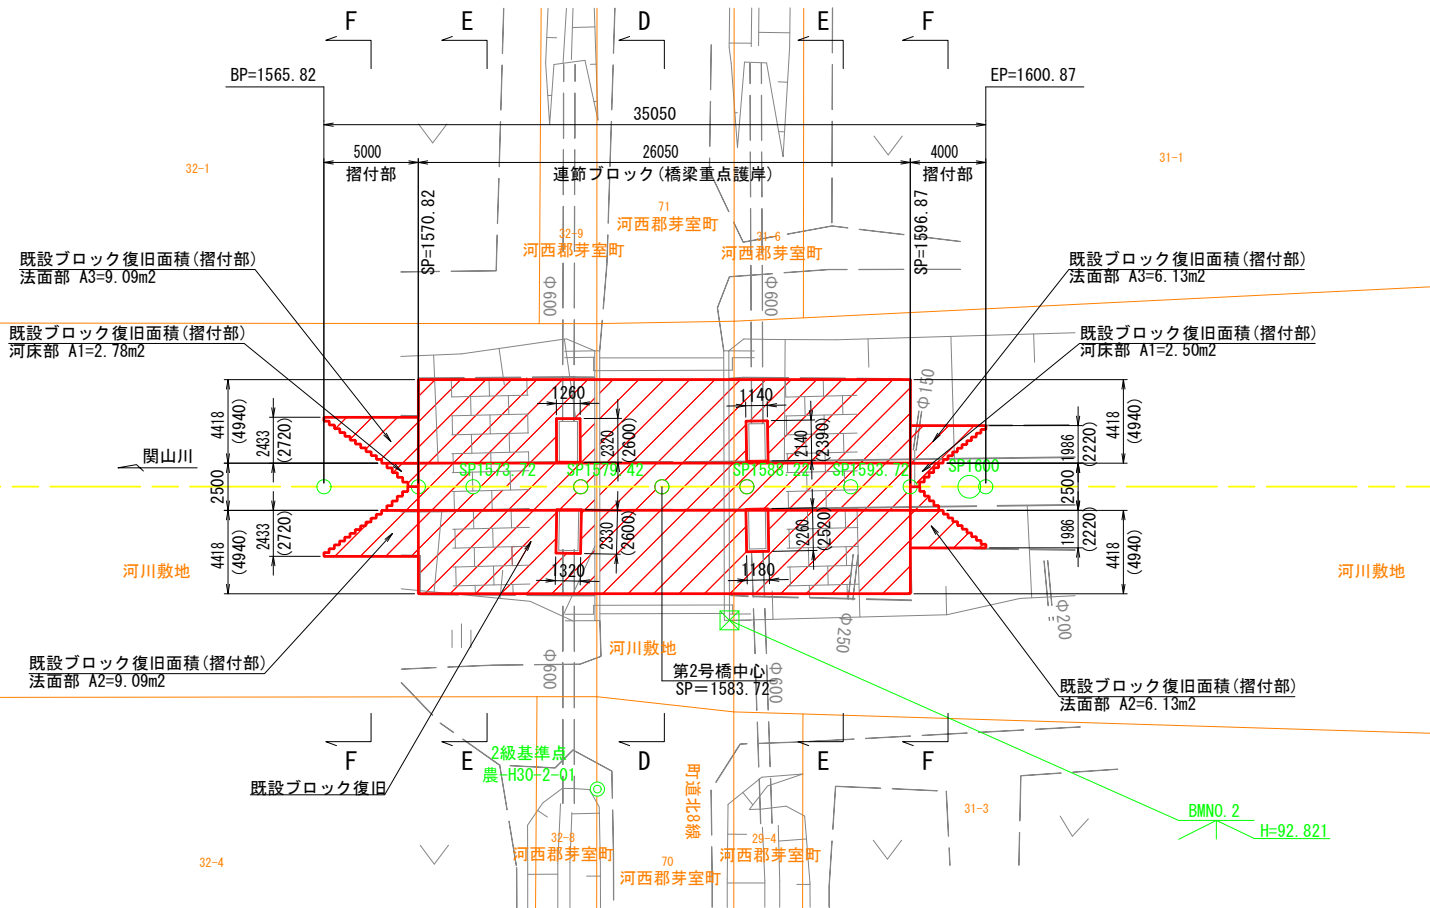 F
E
D
E
F
BP=1565.82
EP=1600.87
35050
5000
26050
4000
摺付部
連節ブロック(橋梁重点護岸)
摺付部
32-1
31-1
SP=1570.82
SP=1596.87
71
河西郡芽室町
32-9
河西郡芽室町
31-6
河西郡芽室町
既設ブロック復旧面積(摺付部)
法面部 A3=9.09m2
既設ブロック復旧面積(摺付部)
法面部 A3=6.13m2
Φ600
Φ600
既設ブロック復旧面積(摺付部)
河床部 A1=2.78m2
既設ブロック復旧面積(摺付部)
河床部 A1=2.50m2
Φ150
1260
1140
4418
(4940)
2433
(2720)
2320
(2600)
2140
(2390)
1986
(2220)
4418
(4940)
関山川
SP1573.72
SP1579.42
SP1588.22
SP1593.72
SP1600
2500
2500
4418
(4940)
2433
(2720)
2330
(2600)
2260
(2520)
1986
(2220)
4418
(4940)
1320
1180
河川敷地
河川敷地
Φ250
Φ200
河川敷地
既設ブロック復旧面積(摺付部)
法面部 A2=9.09m2
Φ600
第2号橋中心
SP=1583.72
Φ600
既設ブロック復旧面積(摺付部)
法面部 A2=6.13m2
F
E
D
E
F
2級基準点
農-H30-2-01
既設ブロック復旧
町道北8線
31-3
BMNO.2
H=92.821
32-8
河西郡芽室町
29-4
河西郡芽室町
32-4
70
河西郡芽室町